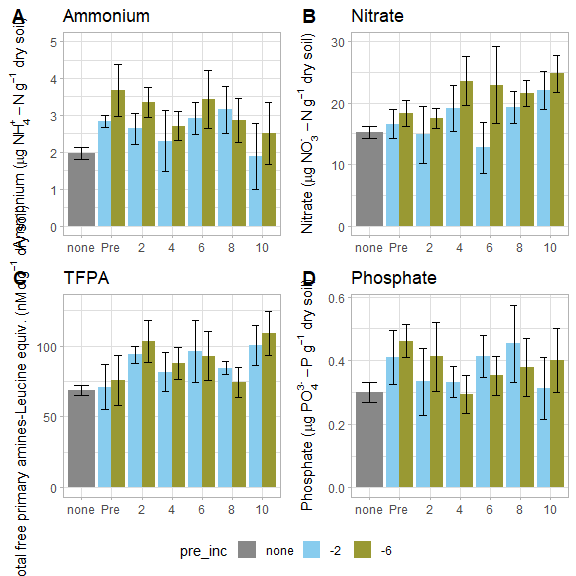 A Ammonium
Ammonium (µg NH₄⁺ − N g⁻¹ dry soil)
5
4
3
2
1
0
none Pre 2 4 6 8 10
B Nitrate
Nitrate (µg NO₃⁻ − N g⁻¹ dry soil)
30
20
10
0
none Pre 2 4 6 8 10
C TFPA
otal free primary amines-Leucine equiv. (nM g⁻¹ dry soil)
100
50
0
none Pre 2 4 6 8 10
D Phosphate
Phosphate (µg PO₄³⁻ − P g⁻¹ dry soil)
0.6
0.4
0.2
0.0
none Pre 2 4 6 8 10
pre_inc none -2 -6